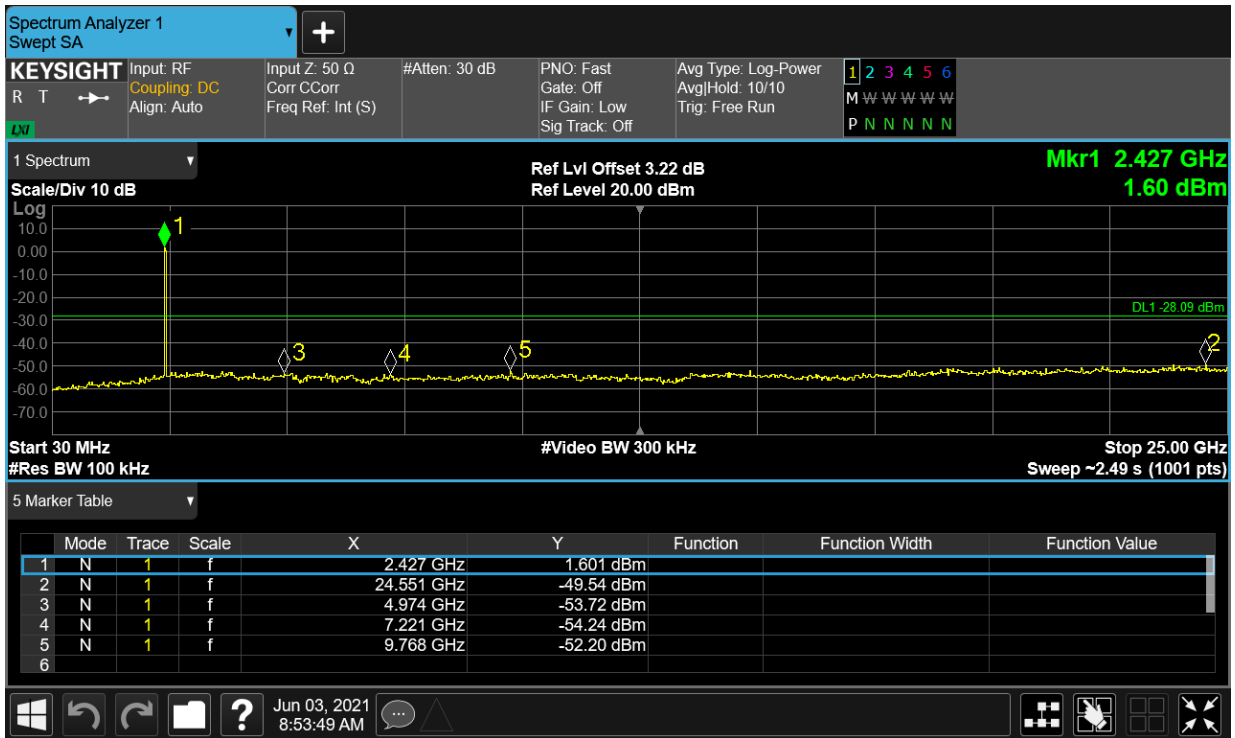 Spectrum Analyzer 1
Swept SA
KEYSIGHT
R T
LXI
Input: RF
Coupling: DC
Align: Auto
Input Z: 50 Ω
Corr CCorr
Freq Ref: Int (S)
#Atten: 30 dB
PNO: Fast
Gate: Off
IF Gain: Low
Sig Track: Off
Avg Type: Log-Power
Avg|Hold: 10/10
Trig: Free Run
1 2 3 4 5 6
M W W W W W
P N N N N N
1 Spectrum
Scale/Div 10 dB
Ref Lvl Offset 3.22 dB
Ref Level 20.00 dBm
Mkr1 2.427 GHz
1.60 dBm
Log
10.0
0.00
-10.0
-20.0
-30.0
-40.0
-50.0
-60.0
-70.0
1
DL1 -28.09 dBm
3
4
5
2
Start 30 MHz
#Video BW 300 kHz
Stop 25.00 GHz
#Res BW 100 kHz
Sweep ~2.49 s (1001 pts)
5 Marker Table
Mode Trace Scale X Y Function Function Width Function Value
1 N 1 f 2.427 GHz 1.601 dBm
2 N 1 f 24.551 GHz -49.54 dBm
3 N 1 f 4.974 GHz -53.72 dBm
4 N 1 f 7.221 GHz -54.24 dBm
5 N 1 f 9.768 GHz -52.20 dBm
6
?
Jun 03, 2021
8:53:49 AM